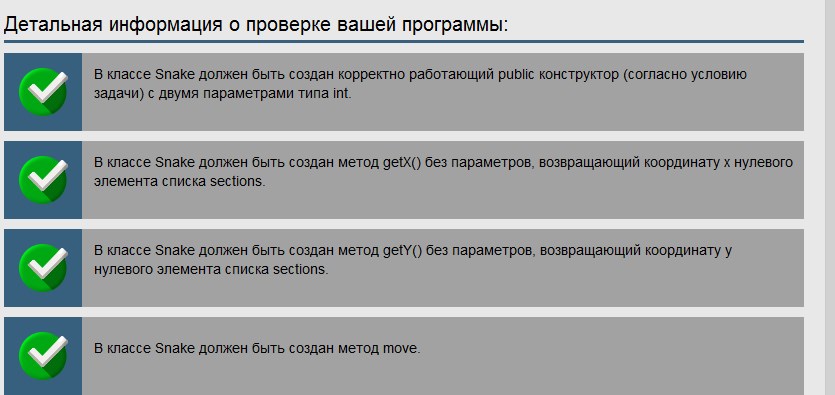 Детальная информация о проверке вашей программы:
В классе Snake должен быть создан корректно работающий public конструктор (согласно условию
задачи) с двумя параметрами типа int.
В классе Snake должен быть создан метод getX() без параметров, возвращающий координату x нулевого
элемента списка sections.
В классе Snake должен быть создан метод getY() без параметров, возвращающий координату y
нулевого элемента списка sections.
В классе Snake должен быть создан метод move.